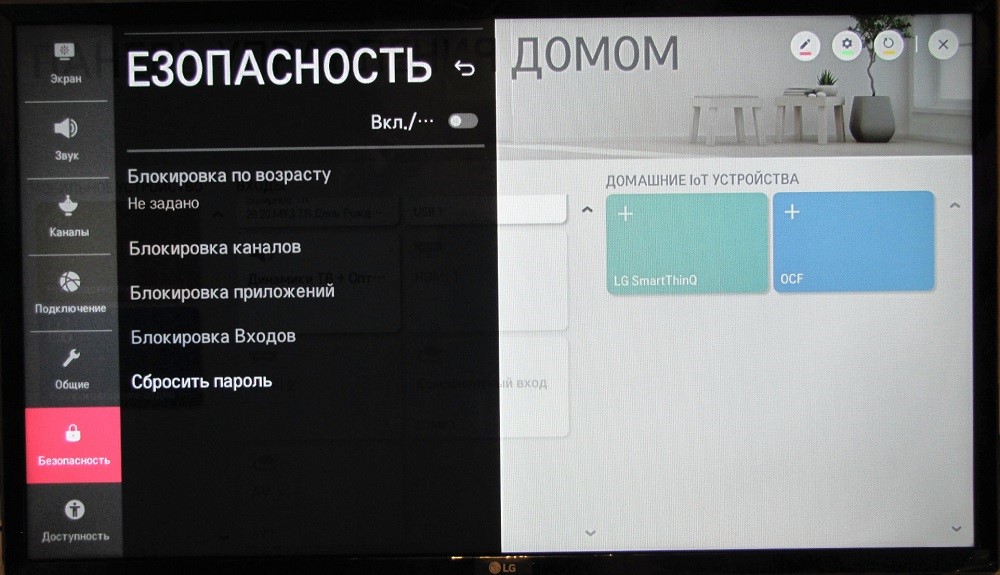 Экран
Звук
Каналы
Подключение
Общие
Безопасность
Доступность
ЕЗОПАСНОСТЬ
Вкл./···
Блокировка по возрасту
Не задано
Блокировка каналов
Блокировка приложений
Блокировка Входов
Сбросить пароль
ДОМОМ
ДОМАШНИЕ IoT УСТРОЙСТВА
LG SmartThinQ
OCF
вход
LG